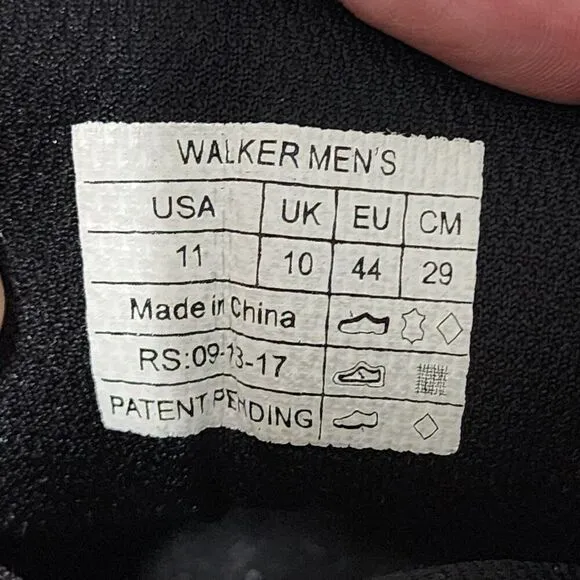 WALKER MEN'S
USA UK EU CM
11 10 44 29
Made in China
RS:09-13-17
PATENT PENDING